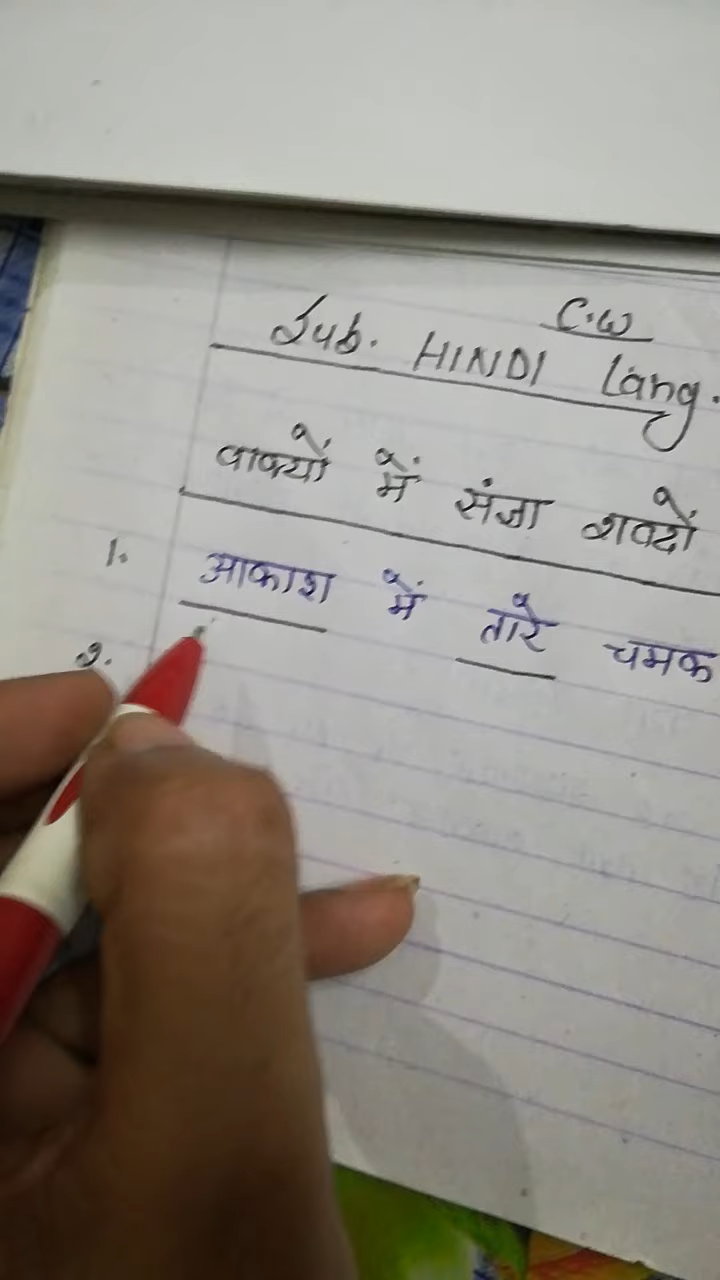 C.W
Sub. HINDI Lang.
वाक्यों में संज्ञा शब्दों
1. आकाश में तारे चमक
2.